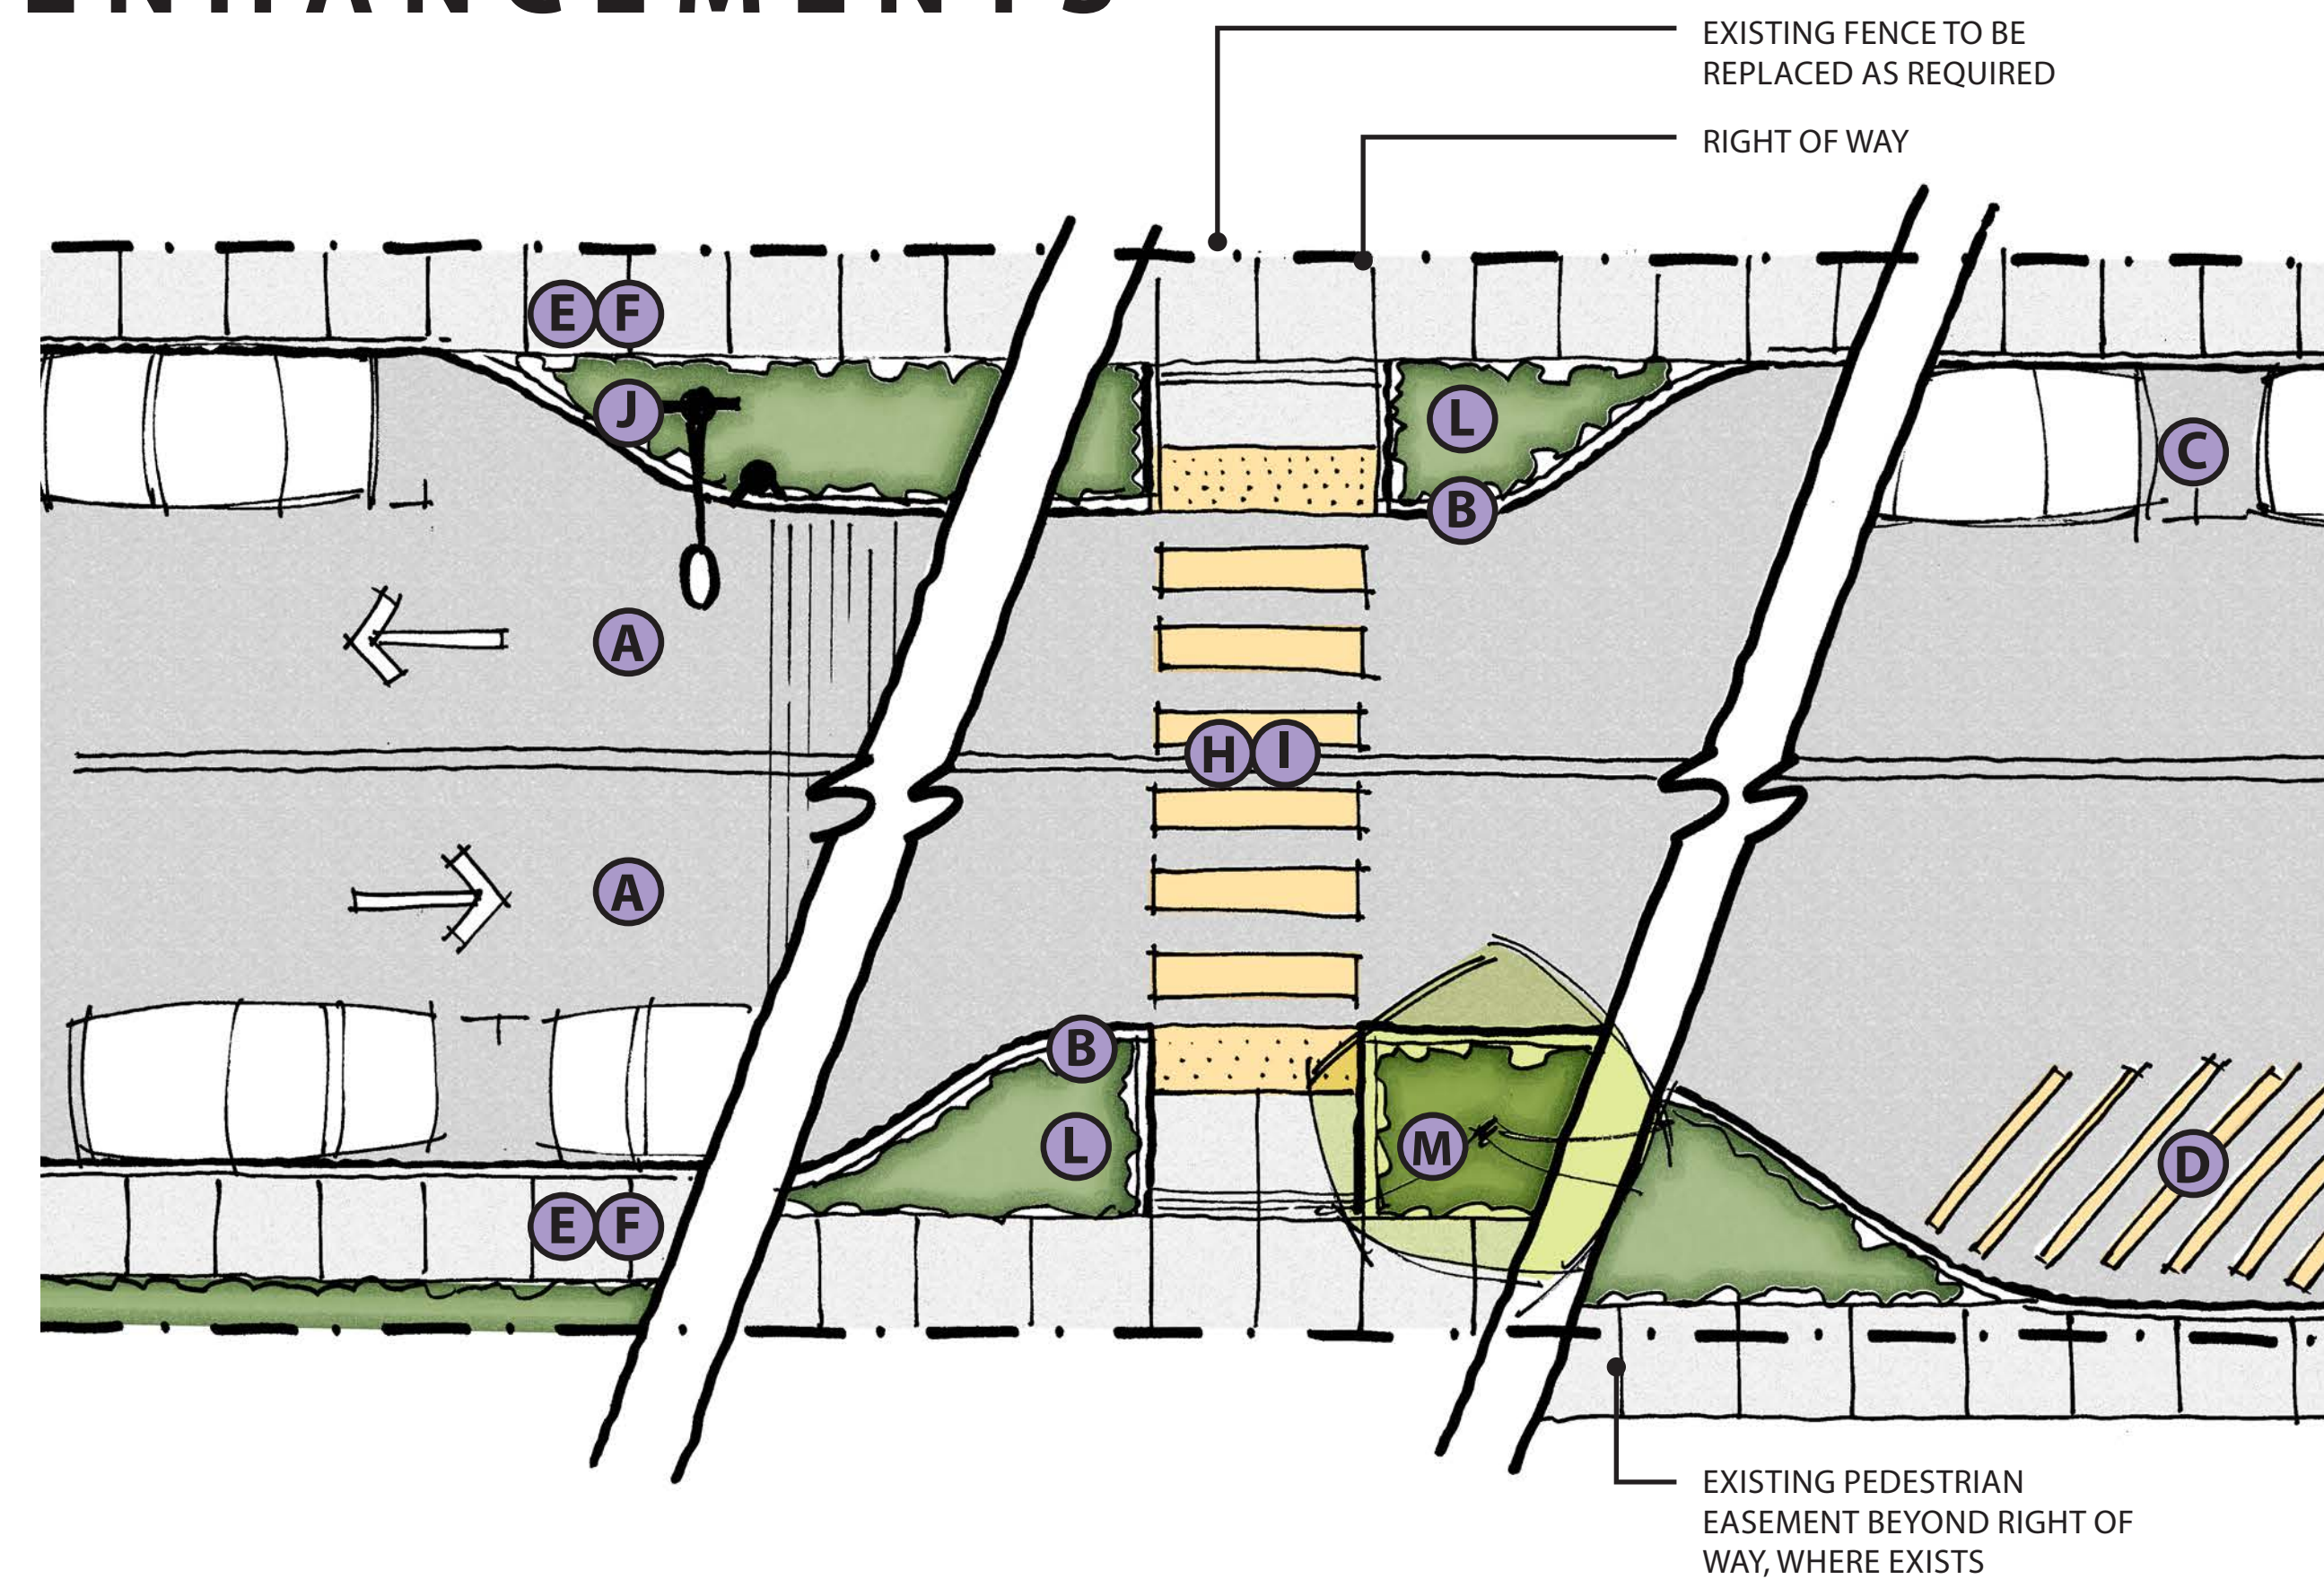 ENHANCEMENTS
EXISTING FENCE TO BE
REPLACED AS REQUIRED
RIGHT OF WAY
E F
J
L
C
B
A
H I
A
B
L
M
D
E F
EXISTING PEDESTRIAN
EASEMENT BEYOND RIGHT OF
WAY, WHERE EXISTS